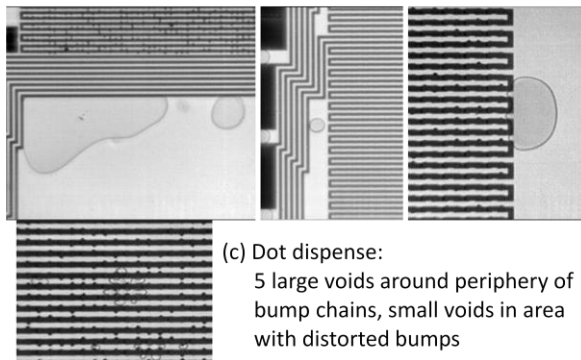 (c) Dot dispense:
5 large voids around periphery of
bump chains, small voids in area
with distorted bumps